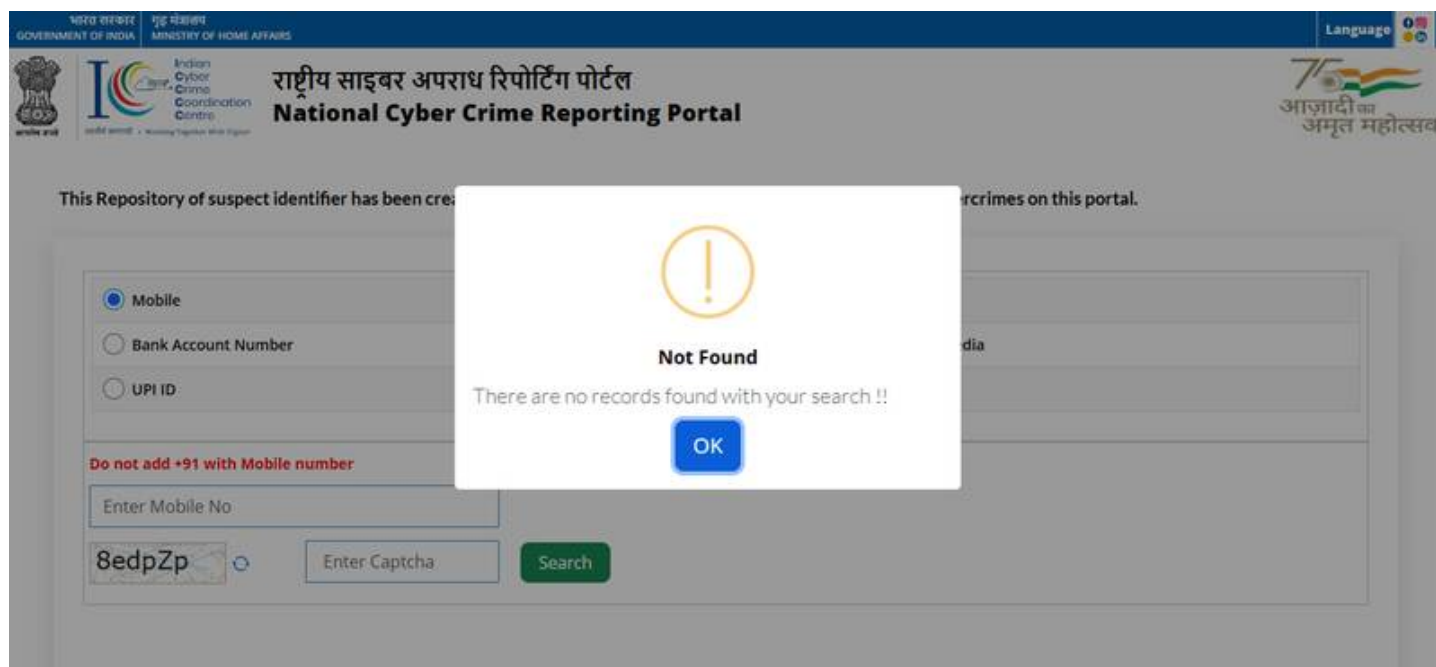 भारत सरकार
गृह मंत्रालय
GOVERNMENT OF INDIA
MINISTRY OF HOME AFFAIRS
Language
Indian
Cyber
Crime
Coordination
Centre
राष्ट्रीय साइबर अपराध रिपोर्टिंग पोर्टल
National Cyber Crime Reporting Portal
आज़ादी का
अमृत महोत्सव
This Repository of suspect identifier has been
rcrimes on this portal.
Mobile
Bank Account Number
dia
UPI ID
Not Found
There are no records found with your search !!
OK
Do not add +91 with Mobile number
Enter Mobile No
8edpZp
Enter Captcha
Search